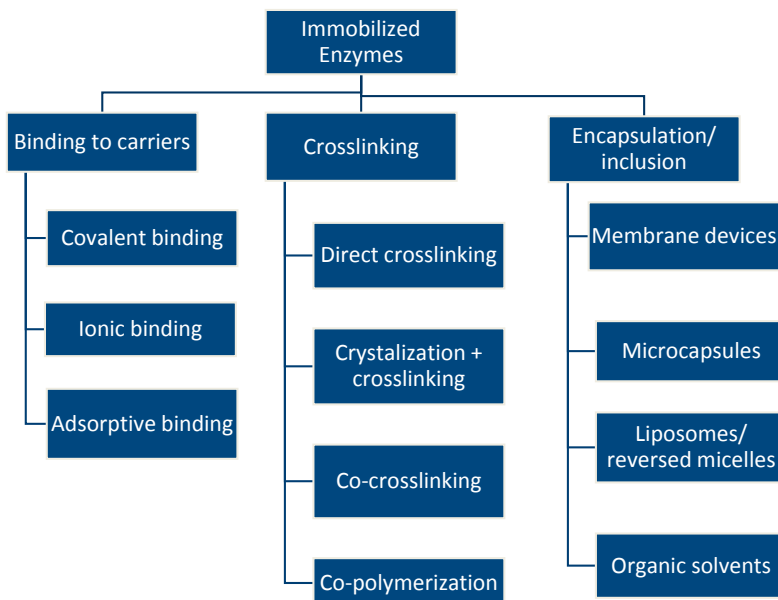 Immobilized
Enzymes
Binding to carriers
Covalent binding
Ionic binding
Adsorptive binding
Crosslinking
Direct crosslinking
Crystalization +
crosslinking
Co-crosslinking
Co-polymerization
Encapsulation/
inclusion
Membrane devices
Microcapsules
Liposomes/
reversed micelles
Organic solvents